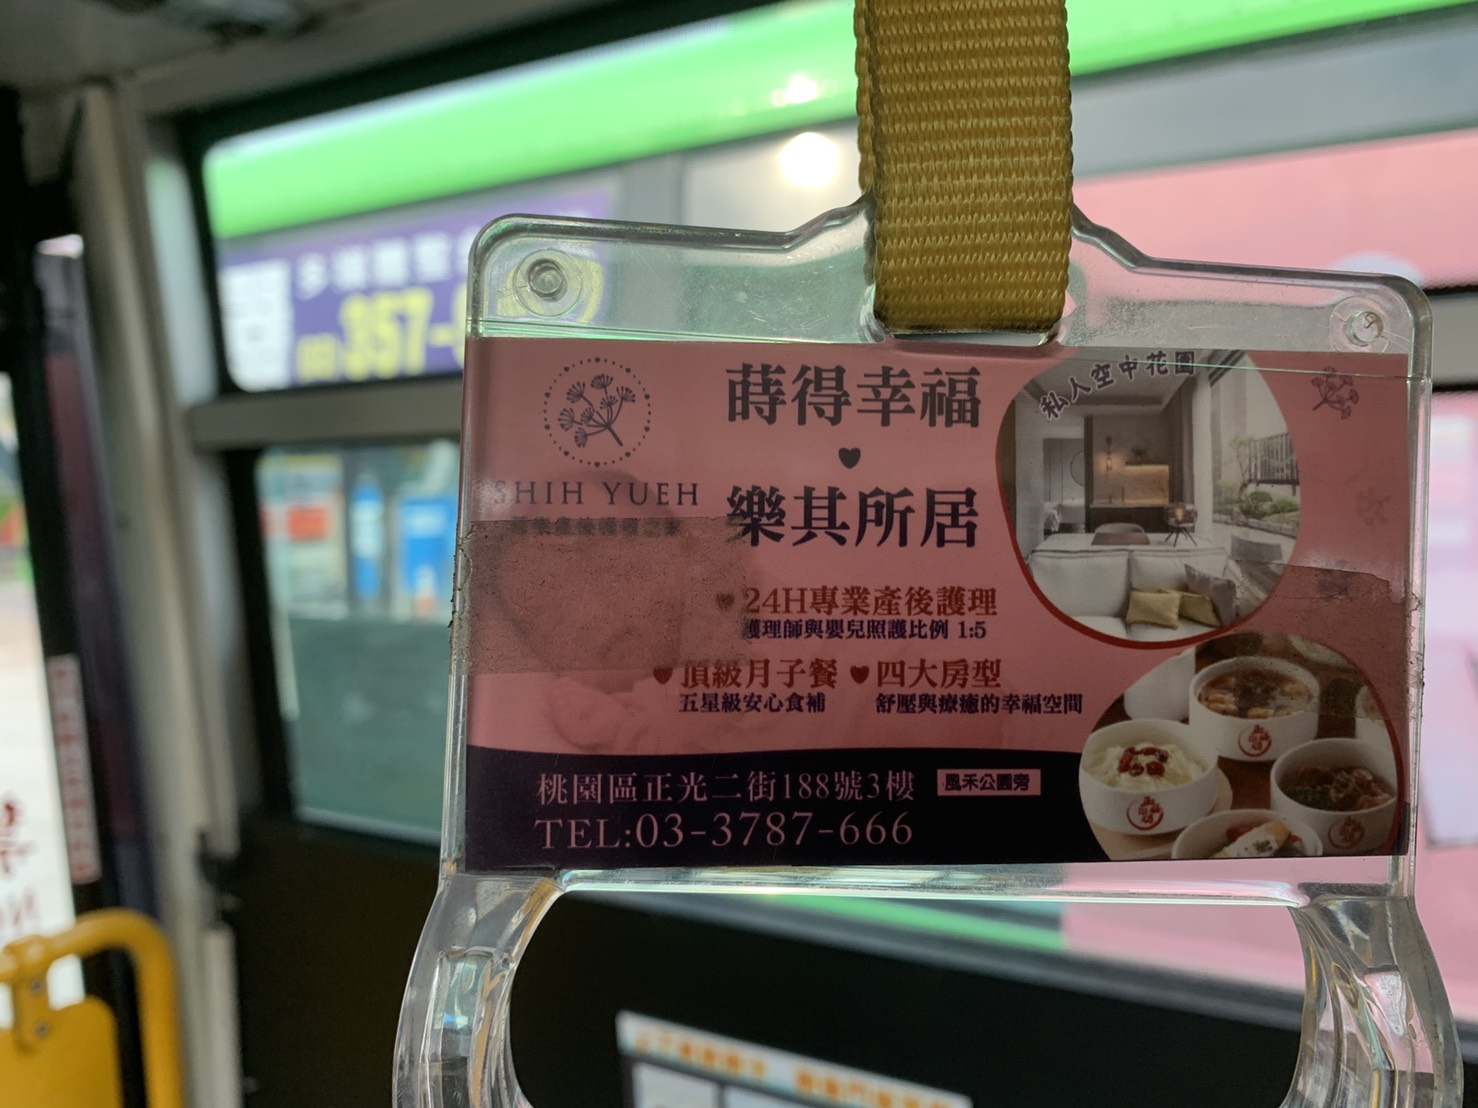 357-
SHIH YUEH
蒔得幸福
樂其所居
私人空中花園
24H專業產後護理
護理師與嬰兒照護比例 1:5
頂級月子餐
五星級安心食補
四大房型
舒壓與療癒的幸福空間
桃園區正光二街188號3樓
風禾公園旁
TEL:03-3787-666